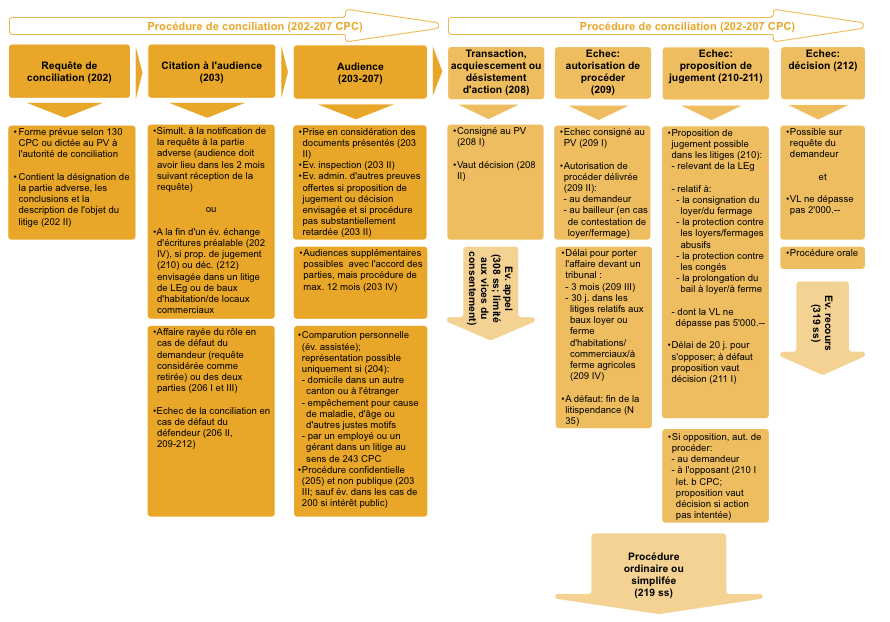 Procédure de conciliation (202-207 CPC)
Procédure de conciliation (202-207 CPC)
Requête de
conciliation (202)
•Forme prévue selon 130
CPC ou dictée au PV à
l'autorité de conciliation
•Contient la désignation de
la partie adverse, les
conclusions et la
description de l'objet du
litige (202 II)
Citation à l'audience
(203)
•Simult. à la notification de
la requête à la partie
adverse (audience doit
avoir lieu dans les 2 mois
suivant réception de la
requête)
ou
•A la fin d'un év. échange
d'écritures préalable (202
IV), si prop. de jugement
(210) ou déc. (212)
envisagée dans un litige
de LEg ou de baux
d'habitation/de locaux
commerciaux
•Affaire rayée du rôle en
cas de défaut du
demandeur (requête
considérée comme
retirée) ou des deux
parties (206 I et III)
•Echec de la conciliation en
cas de défaut du
défendeur (206 II,
209-212)
Audience
(203-207)
•Prise en considération des
documents présentés (203
II)
•Ev. inspection (203 II)
•Ev. admin. d'autres preuves
offertes si proposition de
jugement ou décision
envisagée et si procédure
pas substantiellement
retardée (203 II)
•Audiences supplémentaires
possibles avec l'accord des
parties, mais procédure de
max. 12 mois (203 IV)
•Comparution personnelle
(év. assistée);
représentation possible
uniquement si (204):
- domicile dans un autre
canton ou à l'étranger
- empêchement pour cause
de maladie, d'âge ou
d'autres justes motifs
- par un employé ou un
gérant dans un litige au
sens de 243 CPC
•Procédure confidentielle
(205) et non publique (203
III; sauf év. dans les cas de
200 si intérêt public)
Transaction,
acquiescement ou
désistement
d'action (208)
•Consigné au PV
(208 I)
•Vaut décision (208
II)
Ev. appel
(308 ss; limité
aux vices du
consentement)
Echec:
autorisation de
procéder
(209)
•Echec consigné au
PV (209 I)
•Autorisation de
procéder délivrée
(209 II):
- au demandeur
- au bailleur (en cas
de contestation de
loyer/fermage)
•Délai pour porter
l'affaire devant un
tribunal :
- 3 mois (209 III)
- 30 j. dans les
litiges relatifs aux
baux loyer ou
ferme
d'habitations/
commerciaux/à
ferme agricoles
(209 IV)
•A défaut: fin de la
litispendance (N
35)
Echec:
proposition de
jugement (210-211)
•Proposition de
jugement possible
dans les litiges (210):
- relevant de la LEg
- relatif à:
- la consignation du
loyer/du fermage
- la protection contre
les loyers/fermages
abusifs
- la protection contre
les congés
- la prolongation du
bail à loyer/à ferme
- dont la VL ne
dépasse pas 5'000.--
•Délai de 20 j. pour
s'opposer; à défaut
proposition vaut
décision (211 I)
•Si opposition, aut. de
procéder:
- au demandeur
- à l'opposant (210 I
let. b CPC;
proposition vaut
décision si action
pas intentée)
Echec:
décision (212)
•Possible sur
requête du
demandeur
et
•VL ne dépasse
pas 2'000.--
•Procédure orale
Ev. recours
(319 ss)
Procédure
ordinaire ou
simplifée
(219 ss)